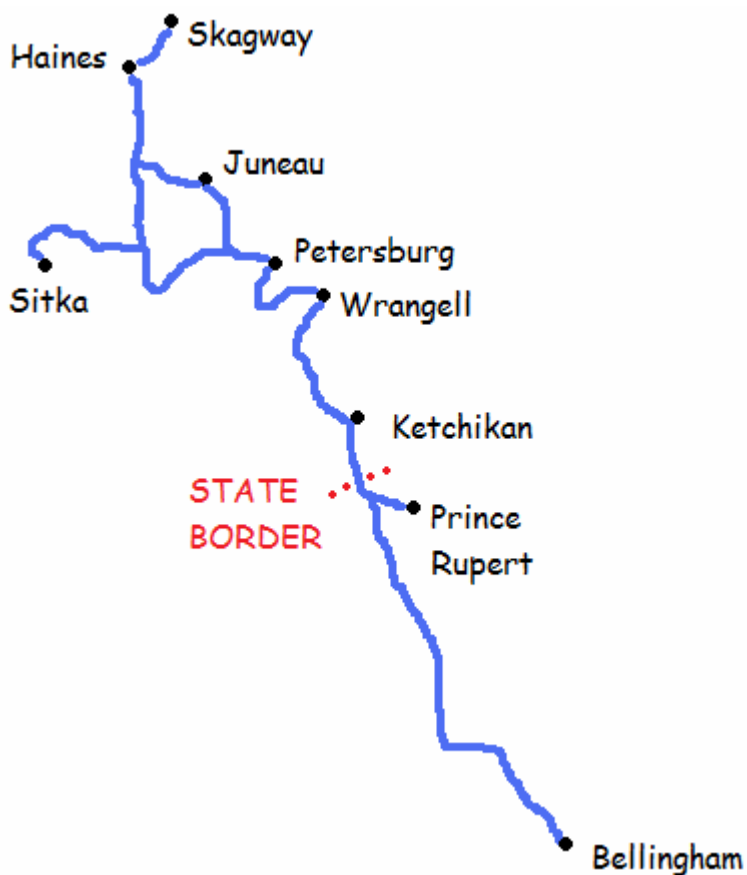 Skagway
Haines
Juneau
Petersburg
Sitka
Wrangell
Ketchikan
STATE
BORDER
Prince
Rupert
Bellingham